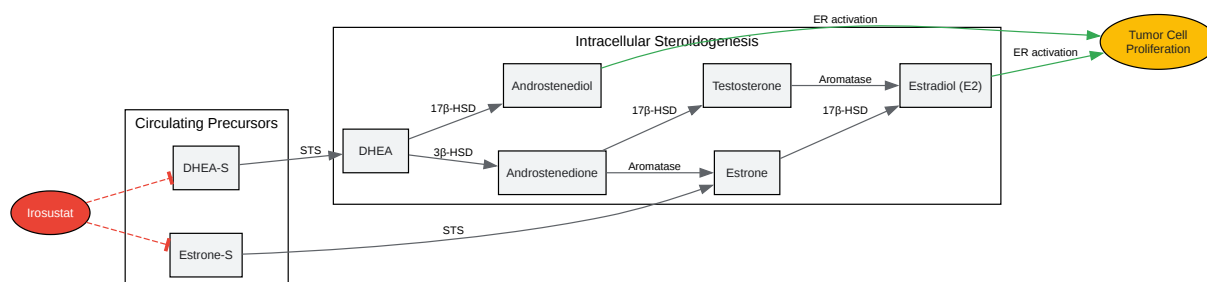 ER activation
Tumor Cell
Proliferation
Intracellular Steroidogenesis
ER activation
Androstenediol
Testosterone
Aromatase
Estradiol (E2)
17β-HSD
17β-HSD
17β-HSD
Circulating Precursors
STS
DHEA
3β-HSD
DHEA-S
Androstenedione
Aromatase
Estrone
Irosustat
Estrone-S
STS